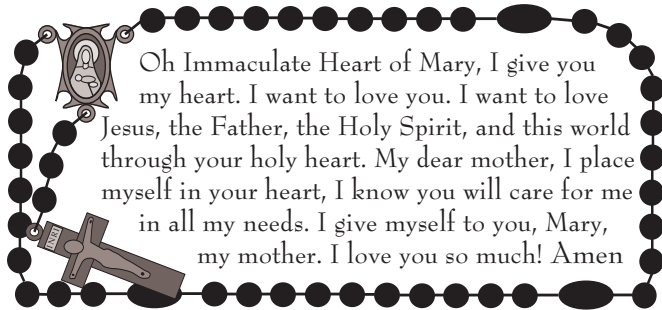 Oh Immaculate Heart of Mary, I give you
my heart. I want to love you. I want to love
Jesus, the Father, the Holy Spirit, and this world
through your holy heart. My dear mother, I place
myself in your heart, I know you will care for me
in all my needs. I give myself to you, Mary,
my mother. I love you so much! Amen
INRI